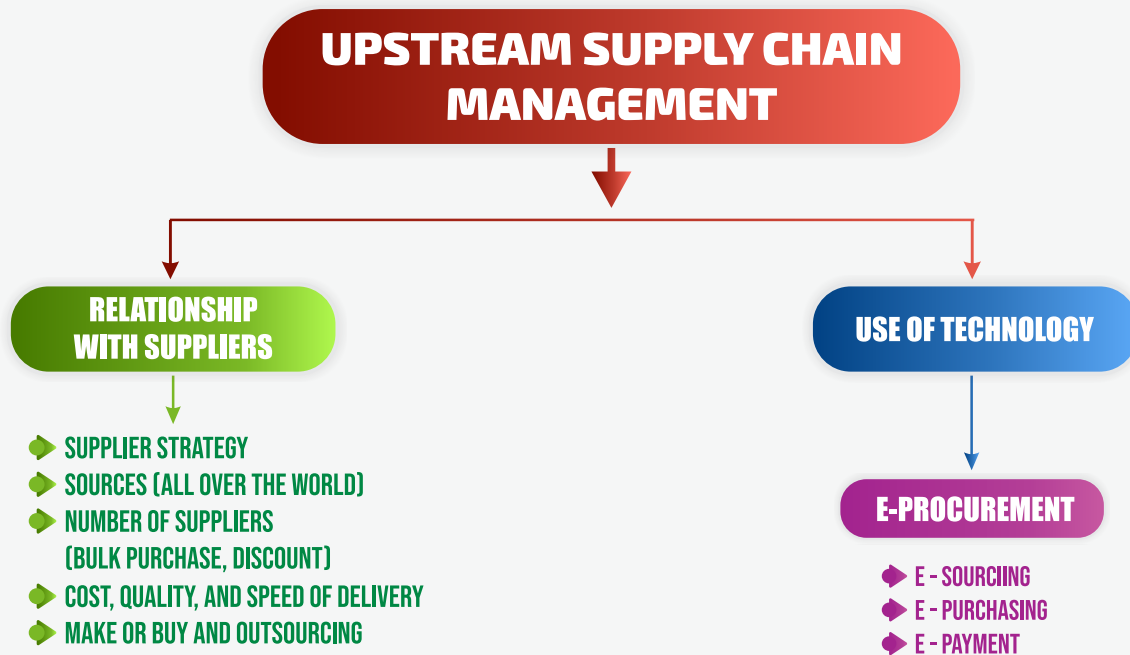 UPSTREAM SUPPLY CHAIN
MANAGEMENT
RELATIONSHIP
WITH SUPPLIERS
SUPPLIER STRATEGY
SOURCES (ALL OVER THE WORLD)
NUMBER OF SUPPLIERS
(BULK PURCHASE, DISCOUNT)
COST, QUALITY, AND SPEED OF DELIVERY
MAKE OR BUY AND OUTSOURCING
USE OF TECHNOLOGY
E-PROCUREMENT
E - SOURCIING
E - PURCHASING
E - PAYMENT